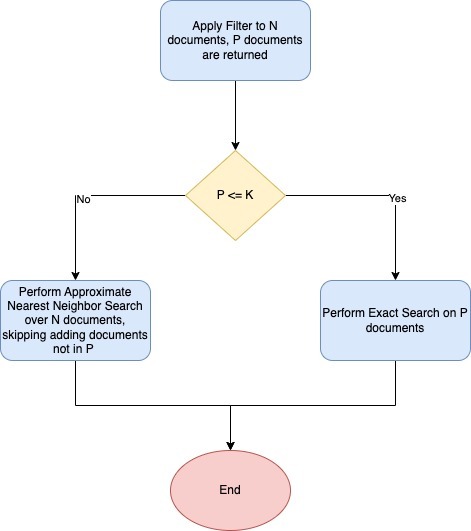 Apply Filter to N
documents, P documents
are returned
P <= K
No
Yes
Perform Approximate
Nearest Neighbor Search
over N documents,
skipping adding documents
not in P
Perform Exact Search on P
documents
End